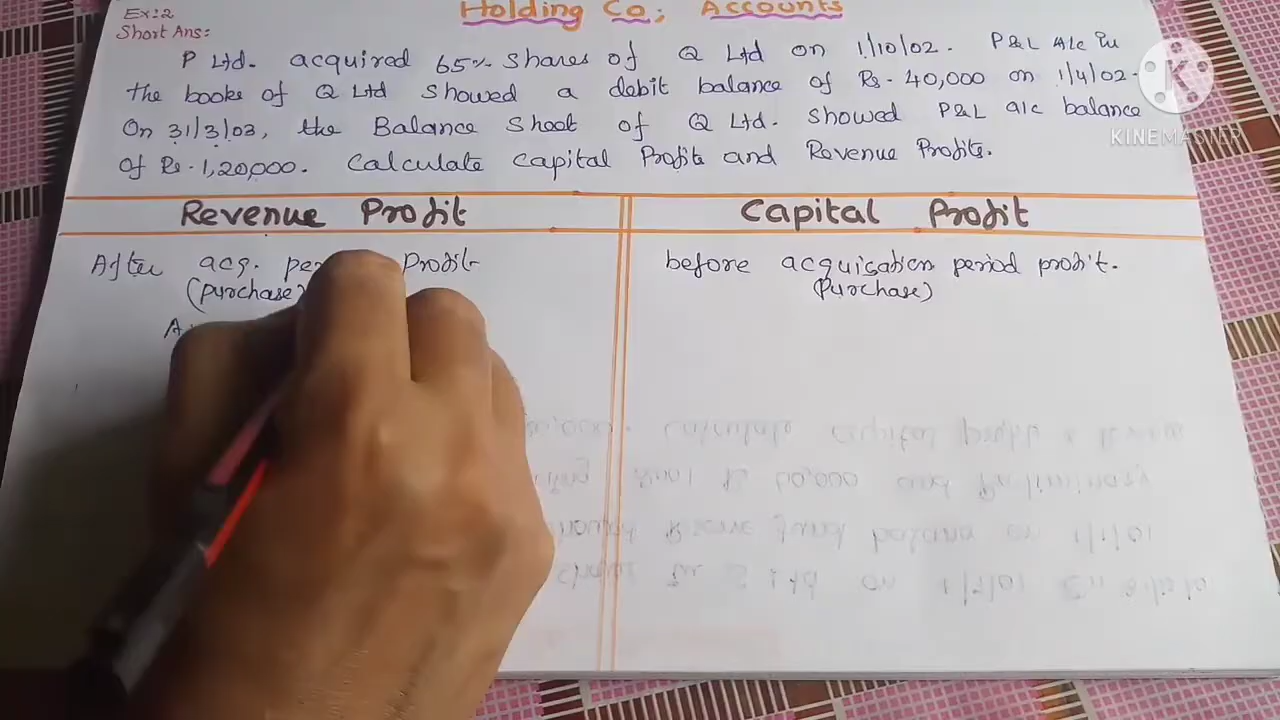 Ex:2
Holding Co; Accounts
Short Ans:
P Ltd. acquired 65% shares of Q Ltd on 1/10/02. P&L A/c in
the books of Q Ltd showed a debit balance of Rs. 40,000 on 1/4/02.
On 31/3/03, the Balance Sheet of Q Ltd. showed P&L a/c balance
of Rs. 1,20,000. Calculate Capital Profits and Revenue Profits.
Revenue Profit
Capital Profit
After acq. Profit
(purchase)
before acquisation period profit.
(Purchase)
KINEMASTER